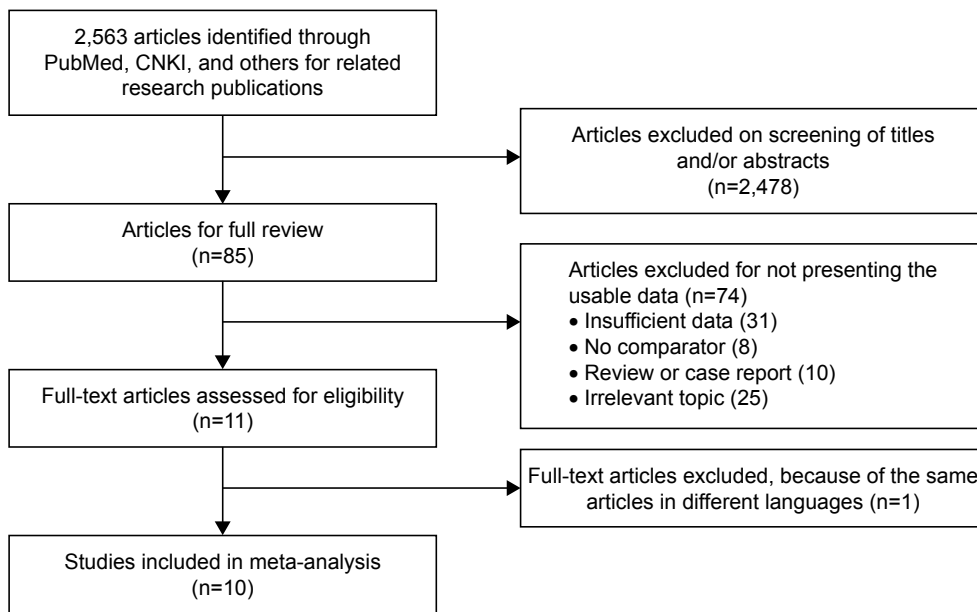 2,563 articles identified through
PubMed, CNKI, and others for related
research publications
Articles excluded on screening of titles
and/or abstracts
(n=2,478)
Articles for full review
(n=85)
Articles excluded for not presenting the
usable data (n=74)
• Insufficient data (31)
• No comparator (8)
• Review or case report (10)
• Irrelevant topic (25)
Full-text articles assessed for eligibility
(n=11)
Full-text articles excluded, because of the same
articles in different languages (n=1)
Studies included in meta-analysis
(n=10)